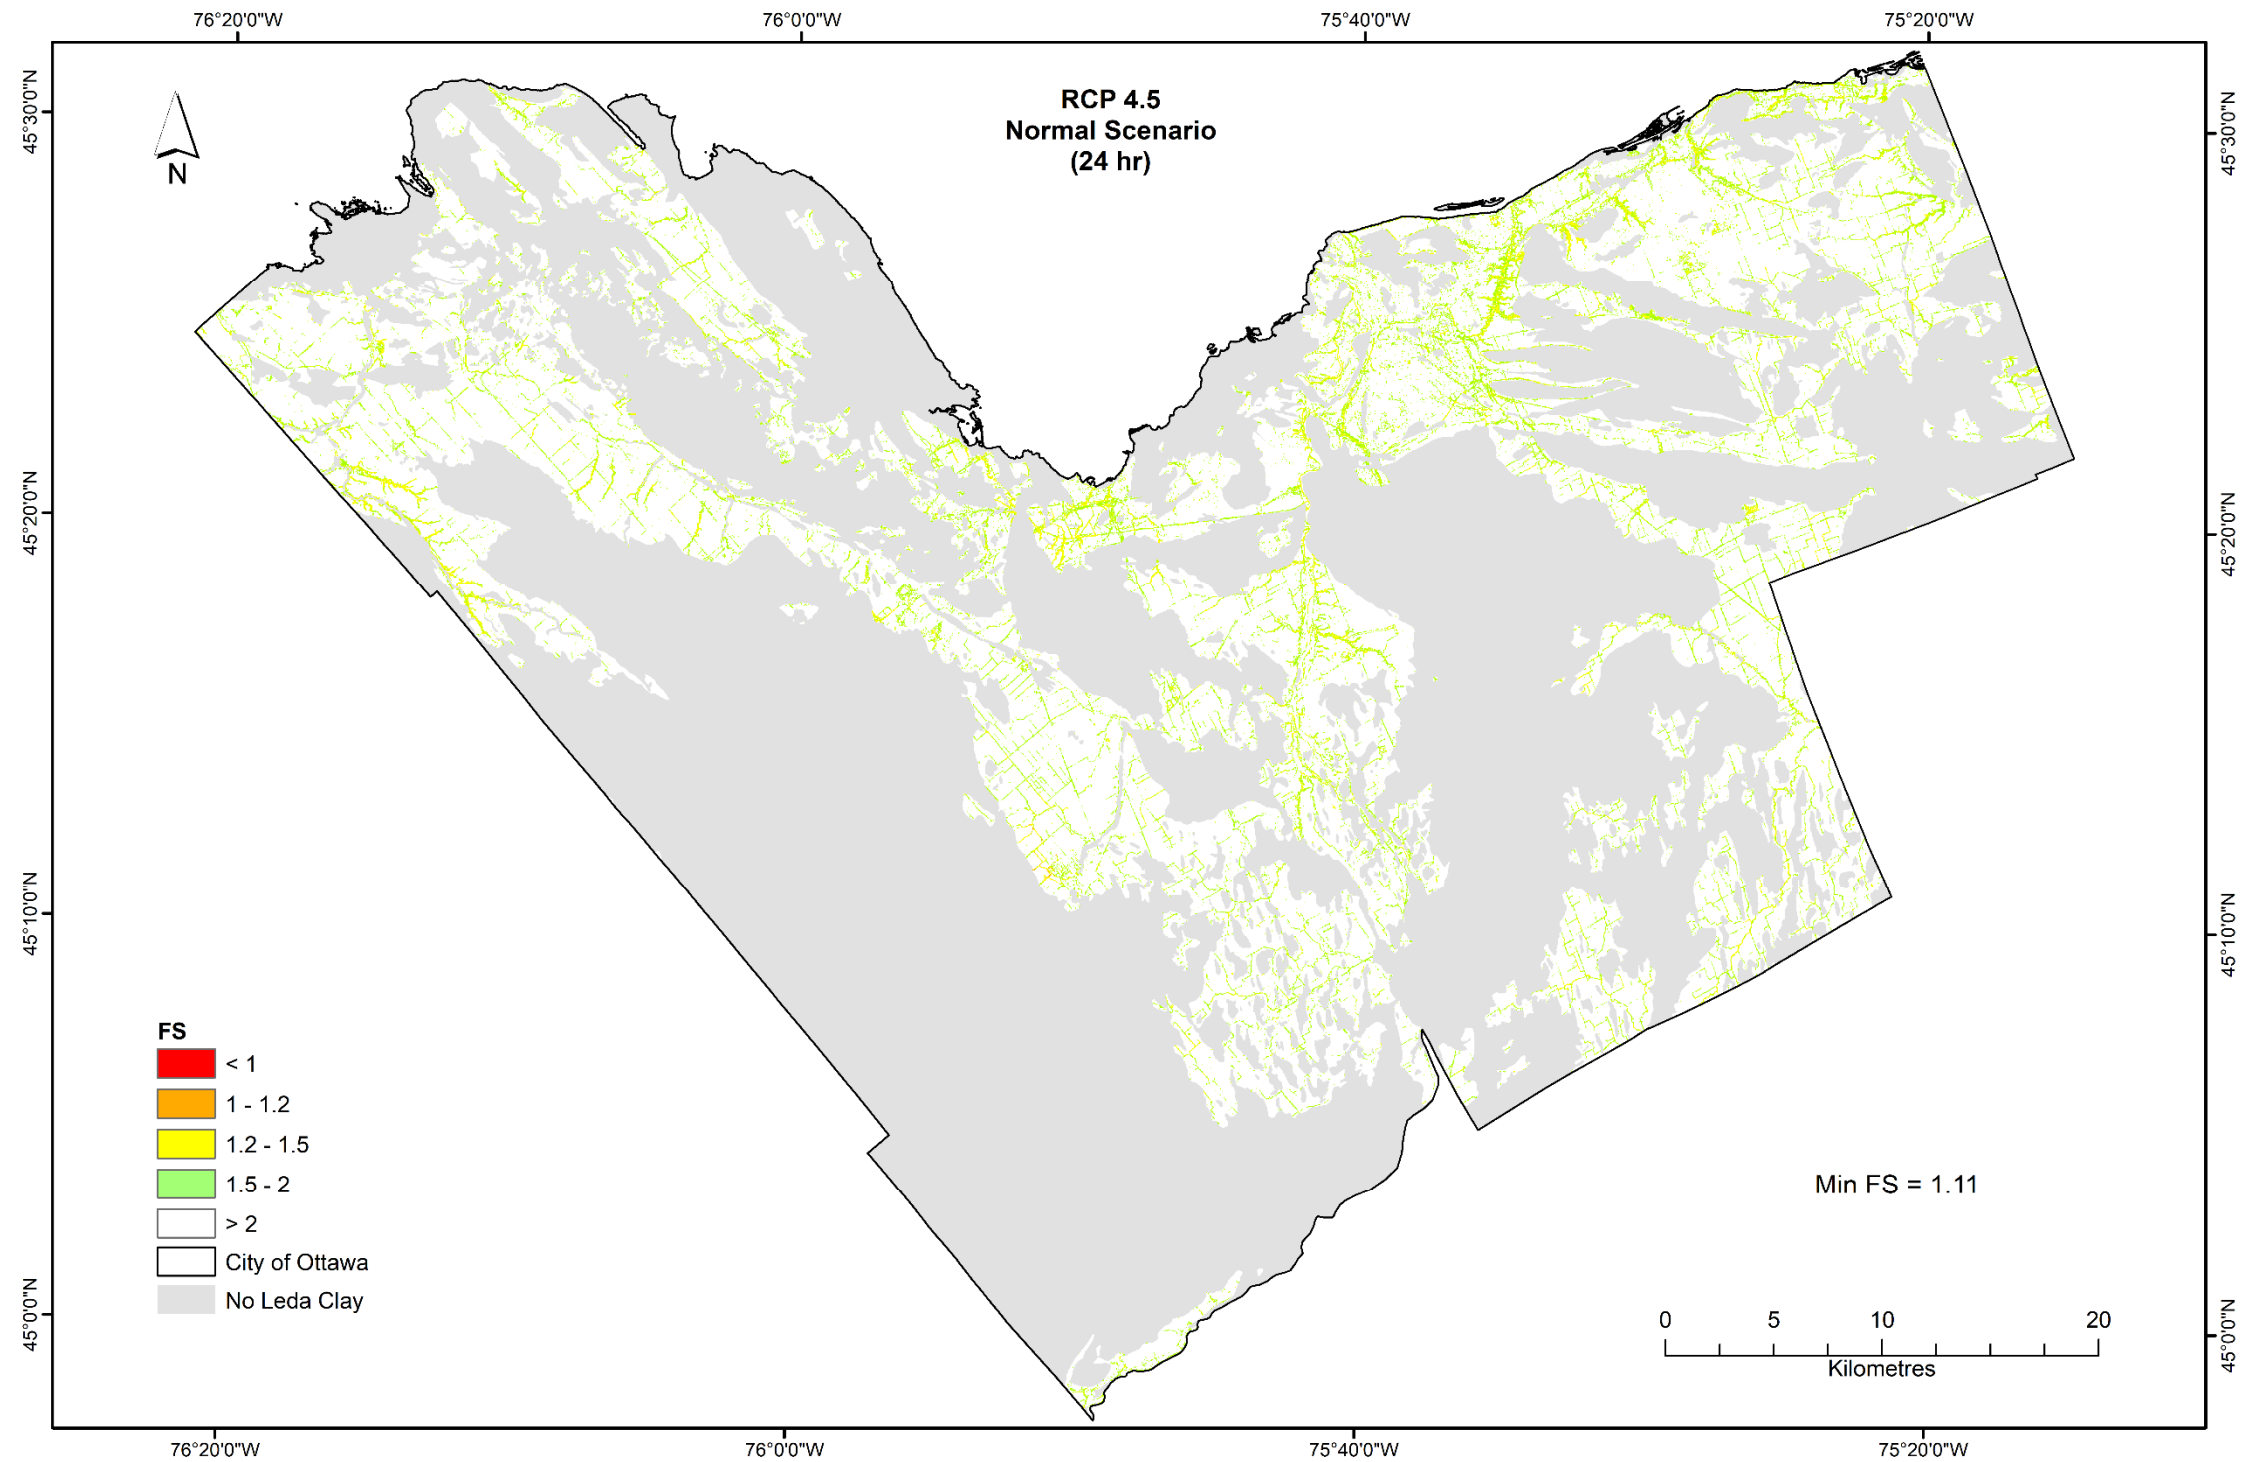 76°20'0"W 76°0'0"W 75°40'0"W 75°20'0"W
45°30'0"N
45°30'0"N
RCP 4.5
Normal Scenario
(24 hr)
N
45°20'0"N
45°20'0"N
45°10'0"N
45°10'0"N
FS
< 1
1 - 1.2
1.2 - 1.5
1.5 - 2
> 2
City of Ottawa
No Leda Clay
Min FS = 1.11
45°0'0"N
45°0'0"N
0 5 10 20
Kilometres
76°20'0"W 76°0'0"W 75°40'0"W 75°20'0"W